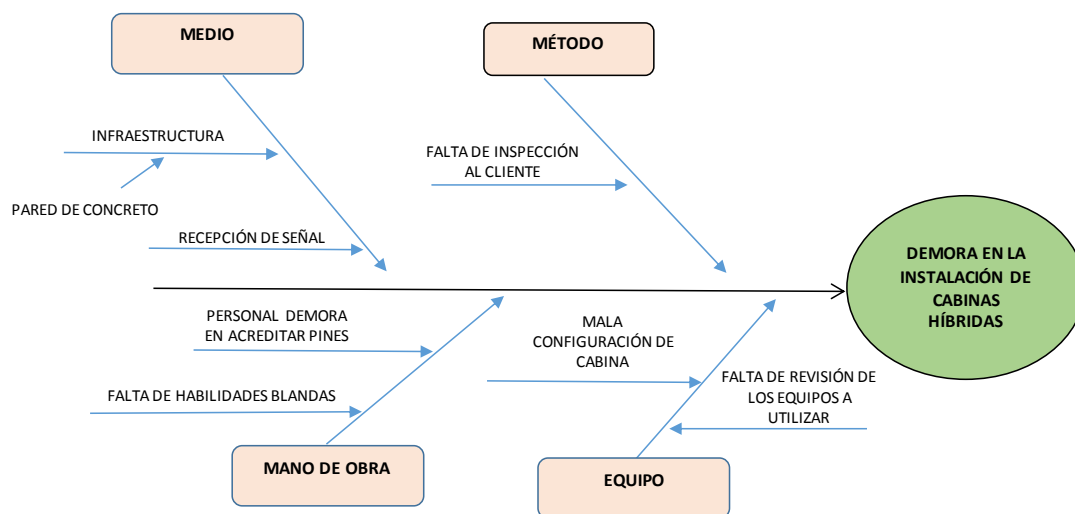 MEDIO
MÉTODO
INFRAESTRUCTURA
PARED DE CONCRETO
RECEPCIÓN DE SEÑAL
FALTA DE INSPECCIÓN
AL CLIENTE
DEMORA EN LA
INSTALACIÓN DE
CABINAS
HÍBRIDAS
PERSONAL DEMORA
EN ACREDITAR PINES
FALTA DE HABILIDADES BLANDAS
MALA
CONFIGURACIÓN DE
CABINA
FALTA DE REVISIÓN DE
LOS EQUIPOS A
UTILIZAR
MANO DE OBRA
EQUIPO